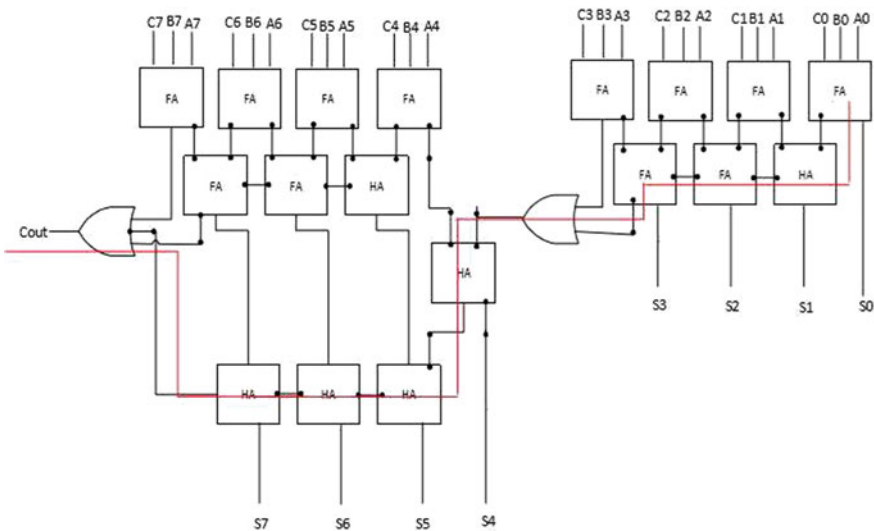 C7 B7 A7 C6 B6 A6 C5 B5 A5 C4 B4 A4 C3 B3 A3 C2 B2 A2 C1 B1 A1 C0 B0 A0
FA FA FA FA FA FA FA FA
FA FA HA FA FA HA
Cout
HA
S3 S2 S1 S0
HA HA HA
S7 S6 S5 S4